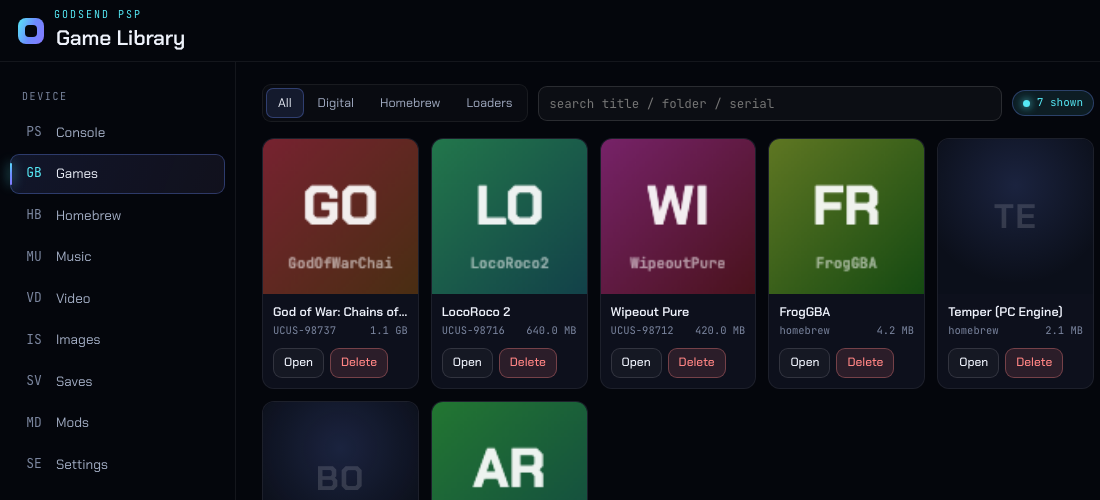 GODSEND PSP
Game Library
DEVICE
PS Console
GB Games
HB Homebrew
MU Music
VD Video
IS Images
SV Saves
MD Mods
SE Settings
All Digital Homebrew Loaders
search title / folder / serial
7 shown
GO
GodOfWarChai
God of War: Chains of…
UCUS-98737 1.1 GB
Open Delete
LO
LocoRoco2
LocoRoco 2
UCUS-98716 640.0 MB
Open Delete
WI
WipeoutPure
Wipeout Pure
UCUS-98712 420.0 MB
Open Delete
FR
FrogGBA
FrogGBA
homebrew 4.2 MB
Open Delete
TE
Temper (PC Engine)
homebrew 2.1 MB
Open Delete
BO
AR